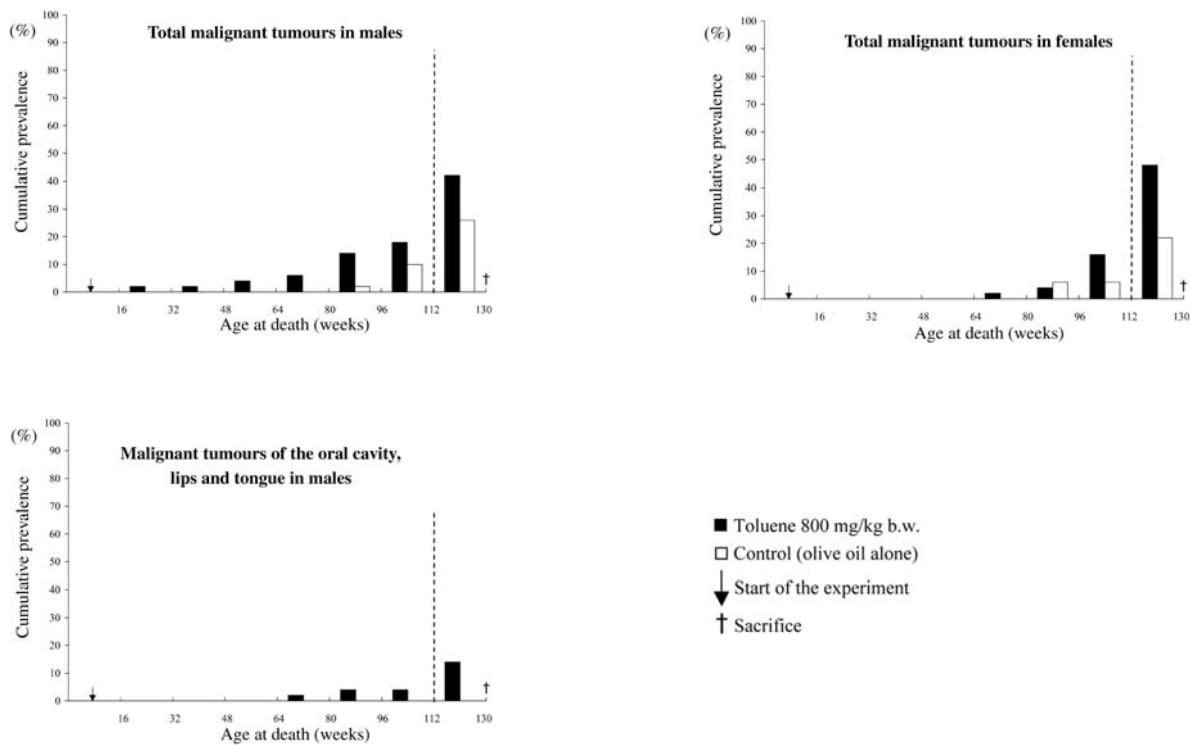 Total malignant tumours in males
(%)
Cumulative prevalence
100
90
80
70
60
50
40
30
20
10
0
16 32 48 64 80 96 112 130
†
Age at death (weeks)
Total malignant tumours in females
(%)
Cumulative prevalence
100
90
80
70
60
50
40
30
20
10
0
16 32 48 64 80 96 112 130
†
Age at death (weeks)
Malignant tumours of the oral cavity,
lips and tongue in males
(%)
Cumulative prevalence
100
90
80
70
60
50
40
30
20
10
0
16 32 48 64 80 96 112 130
†
Age at death (weeks)
Toluene 800 mg/kg b.w.
Control (olive oil alone)
Start of the experiment
† Sacrifice